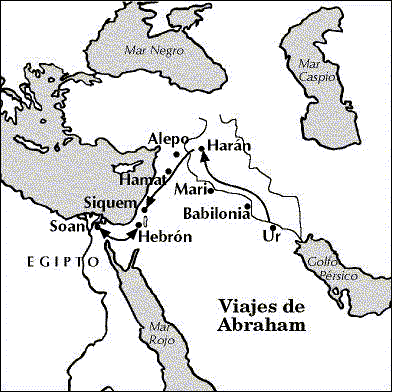 Mar Negro
Mar
Caspio
Alepo
Harán
Hamat
Mari
Siquem
Babilonia
Soan
Hebrón
Ur
EGIPTO
Golfo
Pérsico
Viajes de
Abraham
Mar
Rojo